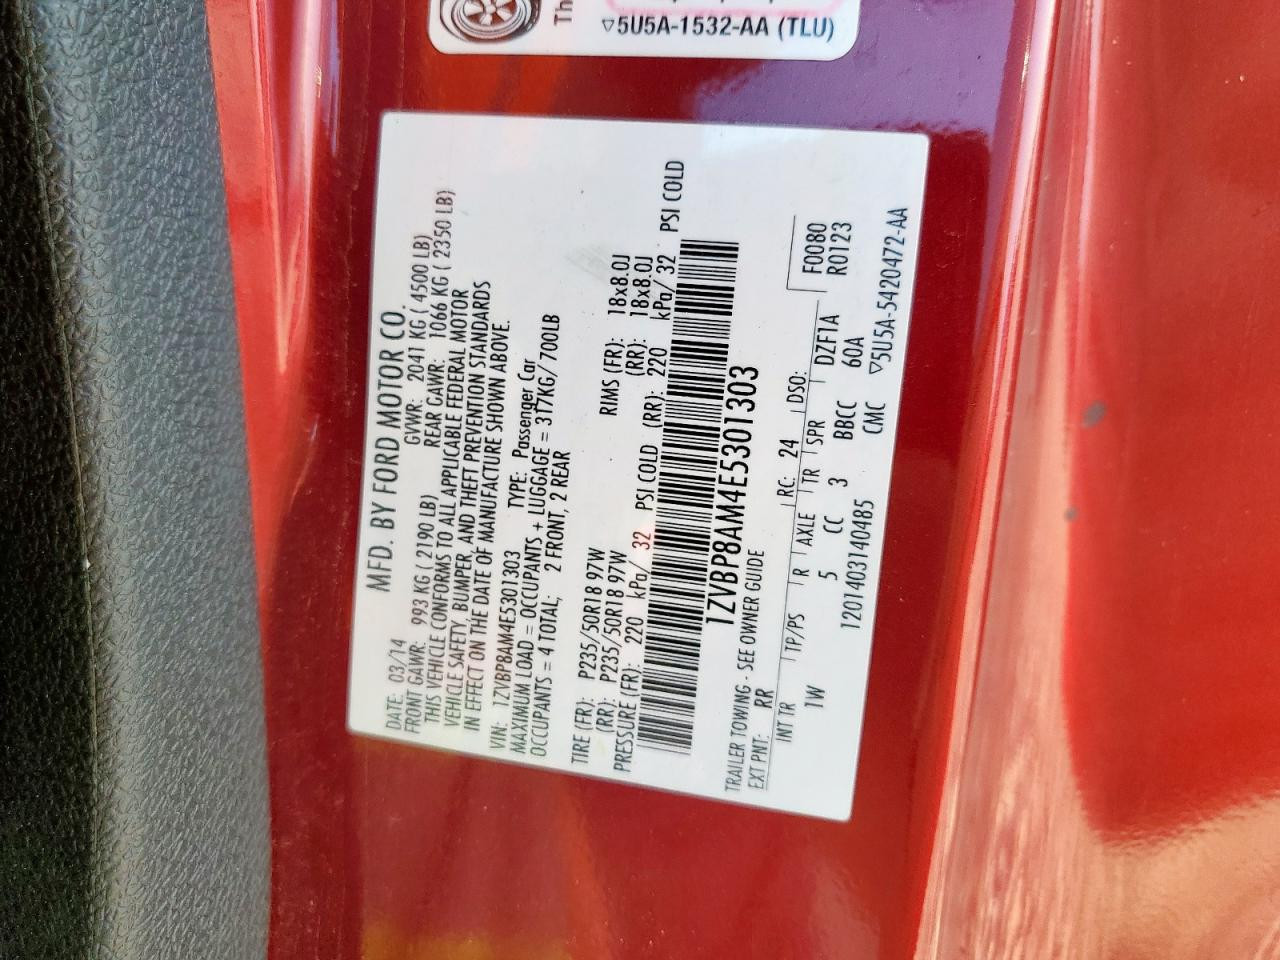 Th
▽5U5A-1532-AA (TLU)
MFD. BY FORD MOTOR CO.
DATE: 03/14 GVWR: 2041 KG ( 4500 LB)
FRONT GAWR: 993 KG ( 2190 LB) REAR GAWR: 1066 KG ( 2350 LB)
THIS VEHICLE CONFORMS TO ALL APPLICABLE FEDERAL MOTOR
VEHICLE SAFETY, BUMPER, AND THEFT PREVENTION STANDARDS
IN EFFECT ON THE DATE OF MANUFACTURE SHOWN ABOVE.
VIN: 1ZVBP8AM4E5301303 TYPE: Passenger Car
MAXIMUM LOAD = OCCUPANTS + LUGGAGE = 317KG/700LB
OCCUPANTS = 4 TOTAL; 2 FRONT, 2 REAR
TIRE (FR): P235/50R18 97W RIMS (FR): 18x8.0J
(RR): P235/50R18 97W (RR): 18x8.0J
PRESSURE (FR): 220 kPa/ 32 PSI COLD (RR): 220 kPa/ 32 PSI COLD
1ZVBP8AM4E5301303
TRAILER TOWING - SEE OWNER GUIDE
EXT PNT: RR RC: 24 DSO: F0080
INT TR TP/PS R AXLE TR SPR DZF1A R0123
1W 5 CC 3 BBCC 60A
1201403140485 CMC ▽5U5A-5420472-AA